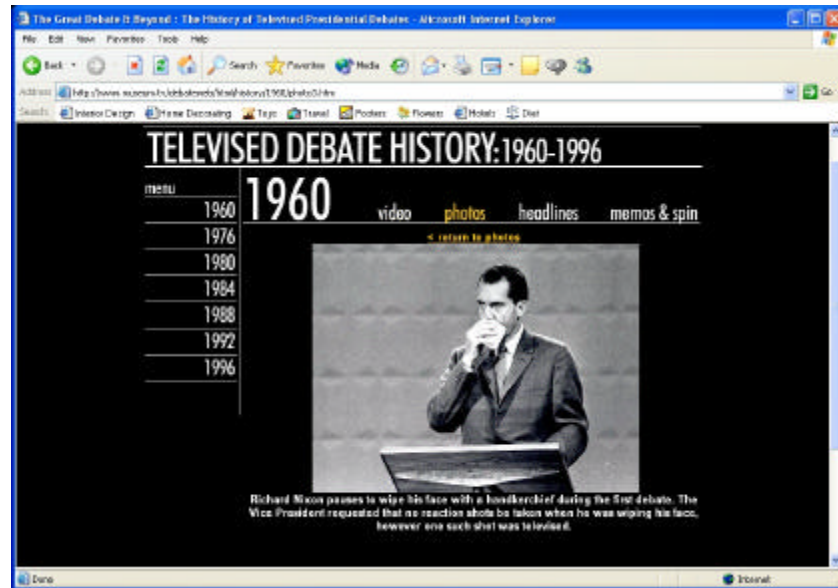 The Great Debate & Beyond : The History of Televised Presidential Debates - Microsoft Internet Explorer
File Edit View Favorites Tools Help
Back Search Favorites Media
Address Go
Search Interior Design Home Decorating Toys Travel Posters Flowers Hotels Diet
TELEVISED DEBATE HISTORY: 1960-1996
menu
1960 video photos headlines memos & spin
1960
1976
1980
1984
1988
1992
1996
< return to photos
Richard Nixon pauses to wipe his face with a handkerchief during the first debate. The
Vice President requested that no reaction shots be taken when he was wiping his face,
however one such shot was televised.
Done Internet